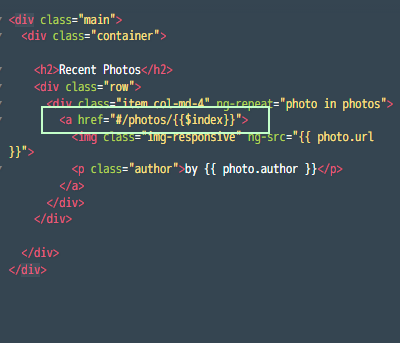 <div class="main">
<div class="container">
<h2>Recent Photos</h2>
<div class="row">
<div class="item col-md-4" ng-repeat="photo in photos">
<a href="#/photos/{{$index}}">
<img class="img-responsive" ng-src="{{ photo.url
}}">
<p class="author">by {{ photo.author }}</p>
</a>
</div>
</div>
</div>
</div>